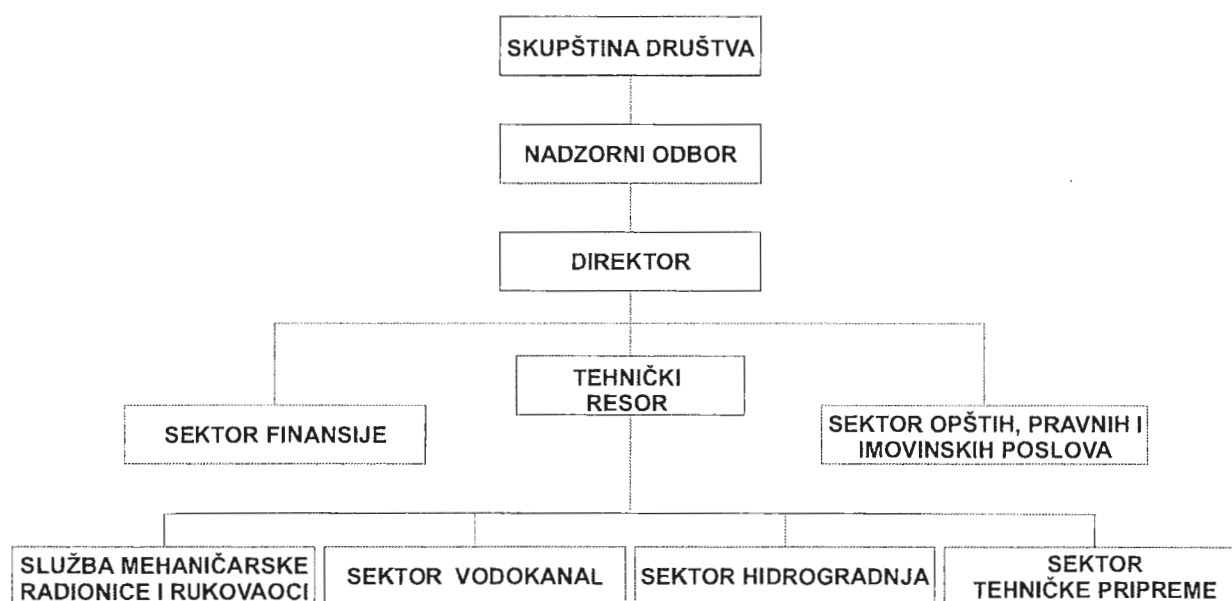 SKUPŠTINA DRUŠTVA
NADZORNI ODBOR
DIREKTOR
TEHNIČKI
RESOR
SEKTOR FINANSIJE
SEKTOR OPŠTIH, PRAVNIH I
IMOVINSKIH POSLOVA
SLUŽBA MEHANIČARSKE
RADIONICE I RUKOVAOCI
SEKTOR VODOKANAL
SEKTOR HIDROGRADNJA
SEKTOR
TEHNIČKE PRIPREME